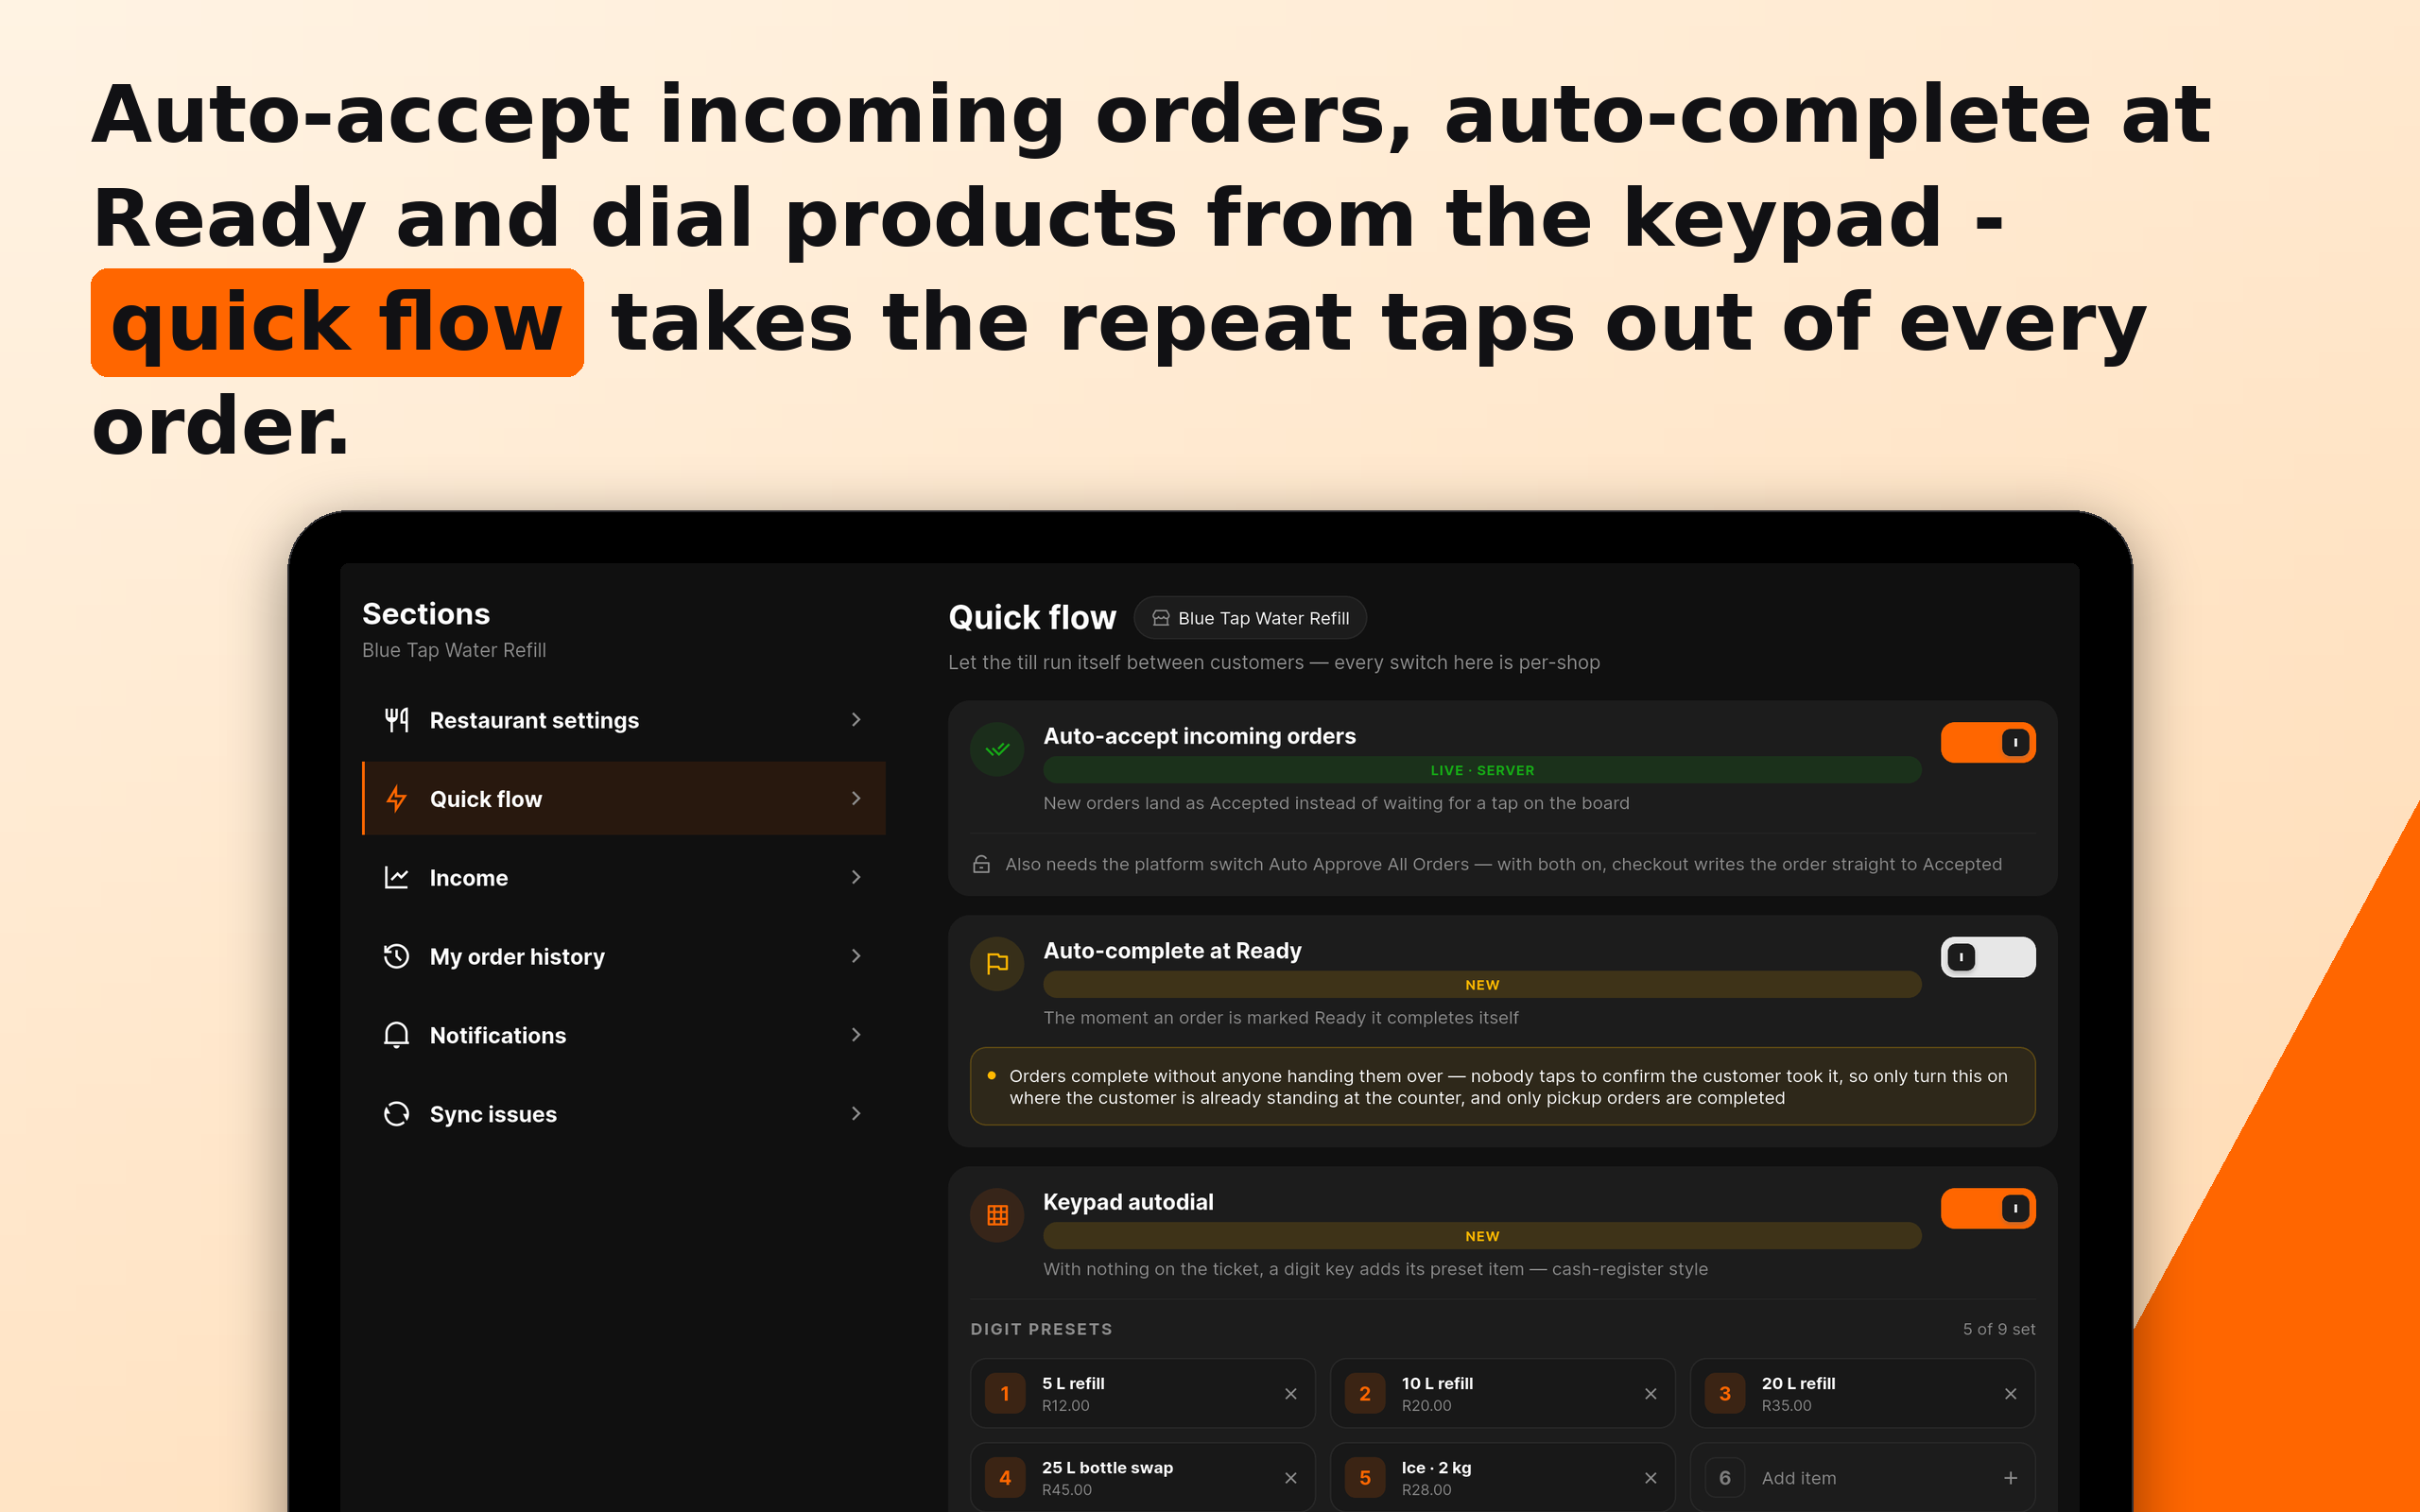 Auto-accept incoming orders, auto-complete at
Ready and dial products from the keypad -
quick flow takes the repeat taps out of every
order.
Sections
Blue Tap Water Refill
Restaurant settings
Quick flow
Income
My order history
Notifications
Sync issues
Quick flow
Blue Tap Water Refill
Let the till run itself between customers — every switch here is per-shop
Auto-accept incoming orders
LIVE · SERVER
New orders land as Accepted instead of waiting for a tap on the board
Also needs the platform switch Auto Approve All Orders — with both on, checkout writes the order straight to Accepted
Auto-complete at Ready
NEW
The moment an order is marked Ready it completes itself
Orders complete without anyone handing them over — nobody taps to confirm the customer took it, so only turn this on
where the customer is already standing at the counter, and only pickup orders are completed
Keypad autodial
NEW
With nothing on the ticket, a digit key adds its preset item — cash-register style
DIGIT PRESETS
5 of 9 set
1
5 L refill
R12.00
2
10 L refill
R20.00
3
20 L refill
R35.00
4
25 L bottle swap
R45.00
5
Ice · 2 kg
R28.00
6
Add item